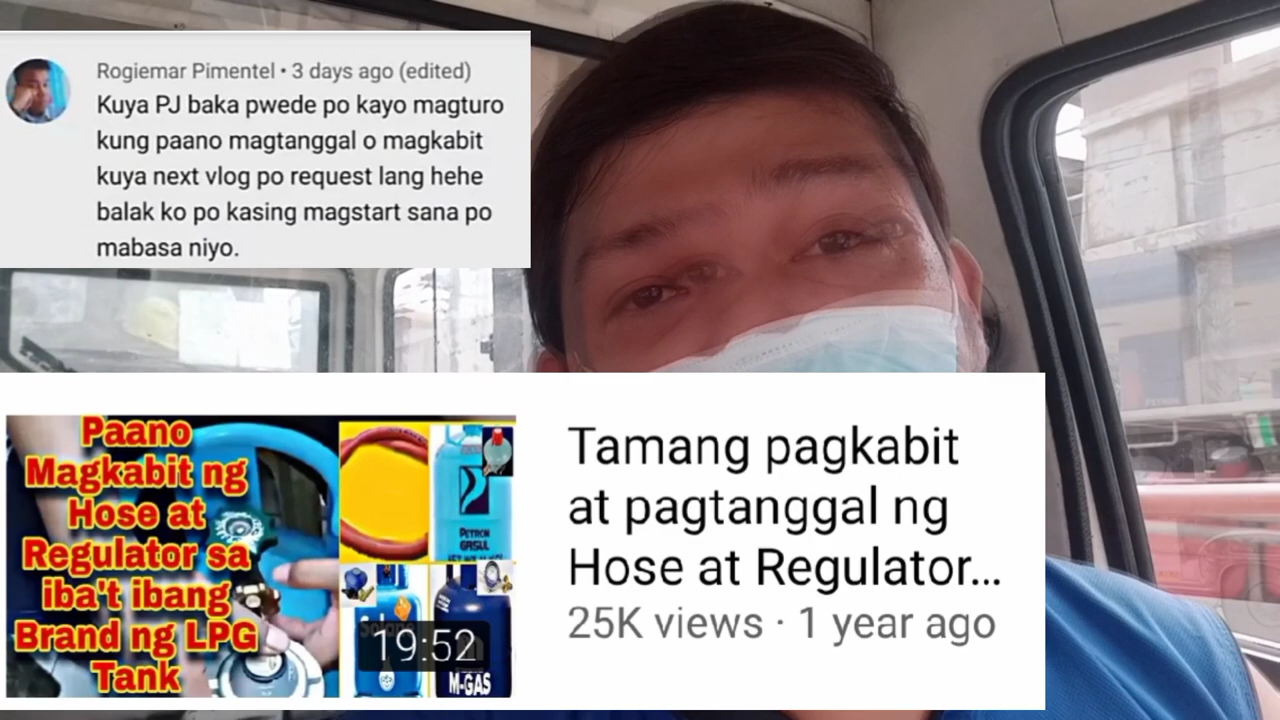 Rogiemar Pimentel • 3 days ago (edited)
Kuya PJ baka pwede po kayo magturo
kung paano magtanggal o magkabit
kuya next vlog po request lang hehe
balak ko po kasing magstart sana po
mabasa niyo.
Paano
Magkabit ng
Hose at
Regulator sa
iba't ibang
Brand ng LPG
Tank
PETRON
GASUL
Solane
M-GAS
19:52
Tamang pagkabit
at pagtanggal ng
Hose at Regulator...
25K views · 1 year ago